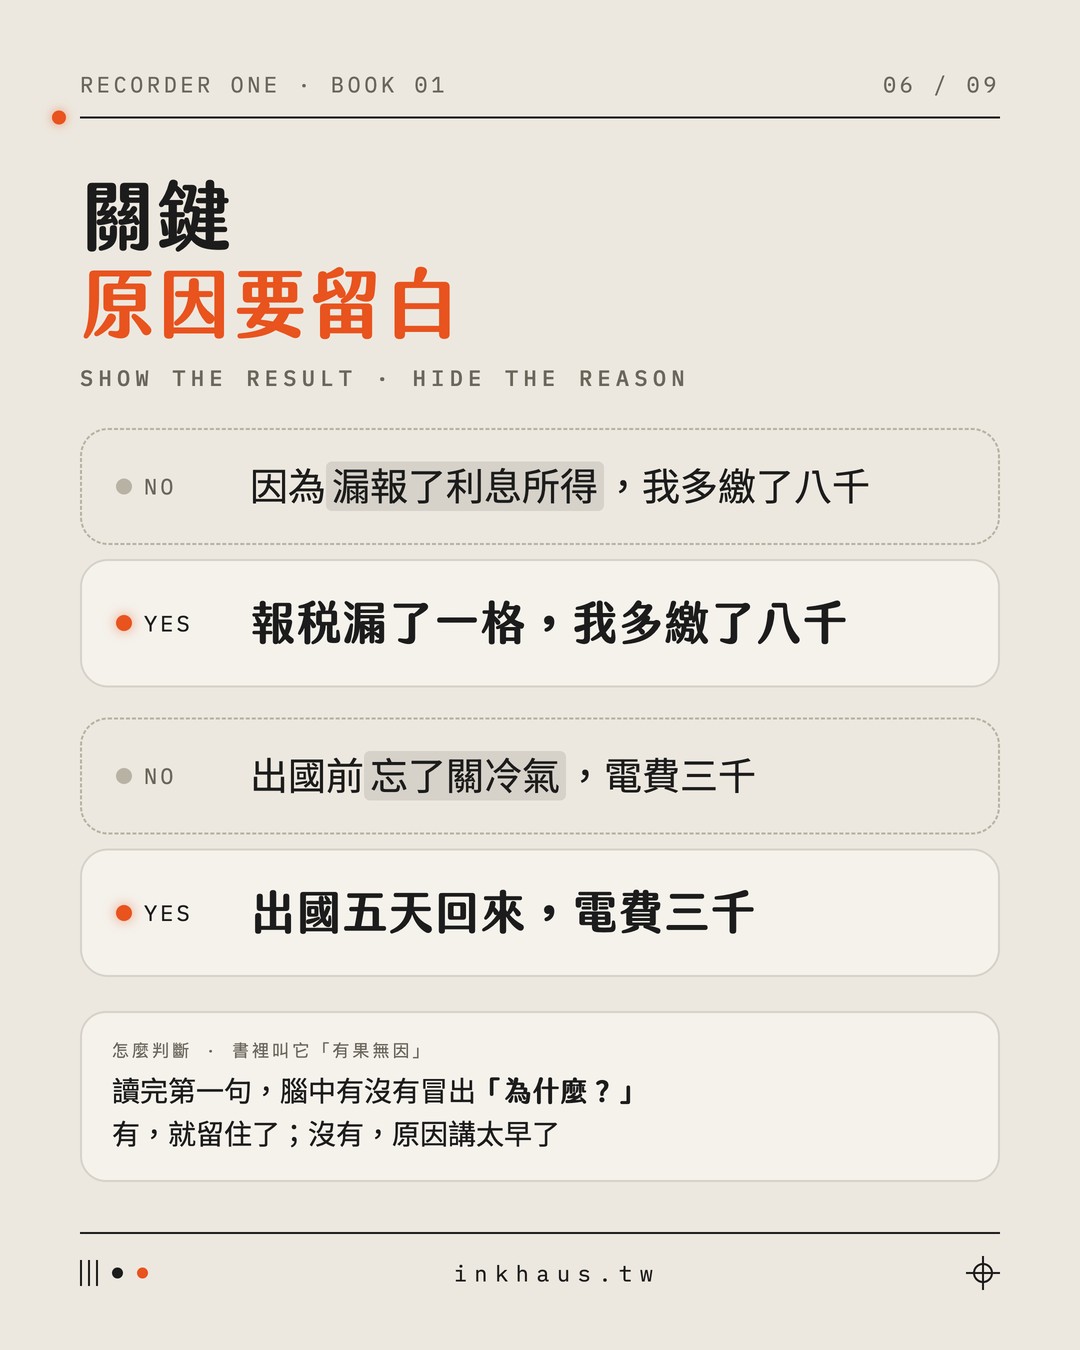 RECORDER ONE · BOOK 01
06 / 09
關鍵
原因要留白
SHOW THE RESULT · HIDE THE REASON
NO
因為漏報了利息所得，我多繳了八千
YES
報稅漏了一格，我多繳了八千
NO
出國前忘了關冷氣，電費三千
YES
出國五天回來，電費三千
怎麼判斷 · 書裡叫它「有果無因」
讀完第一句，腦中有沒有冒出「為什麼？」
有，就留住了；沒有，原因講太早了
inkhaus.tw